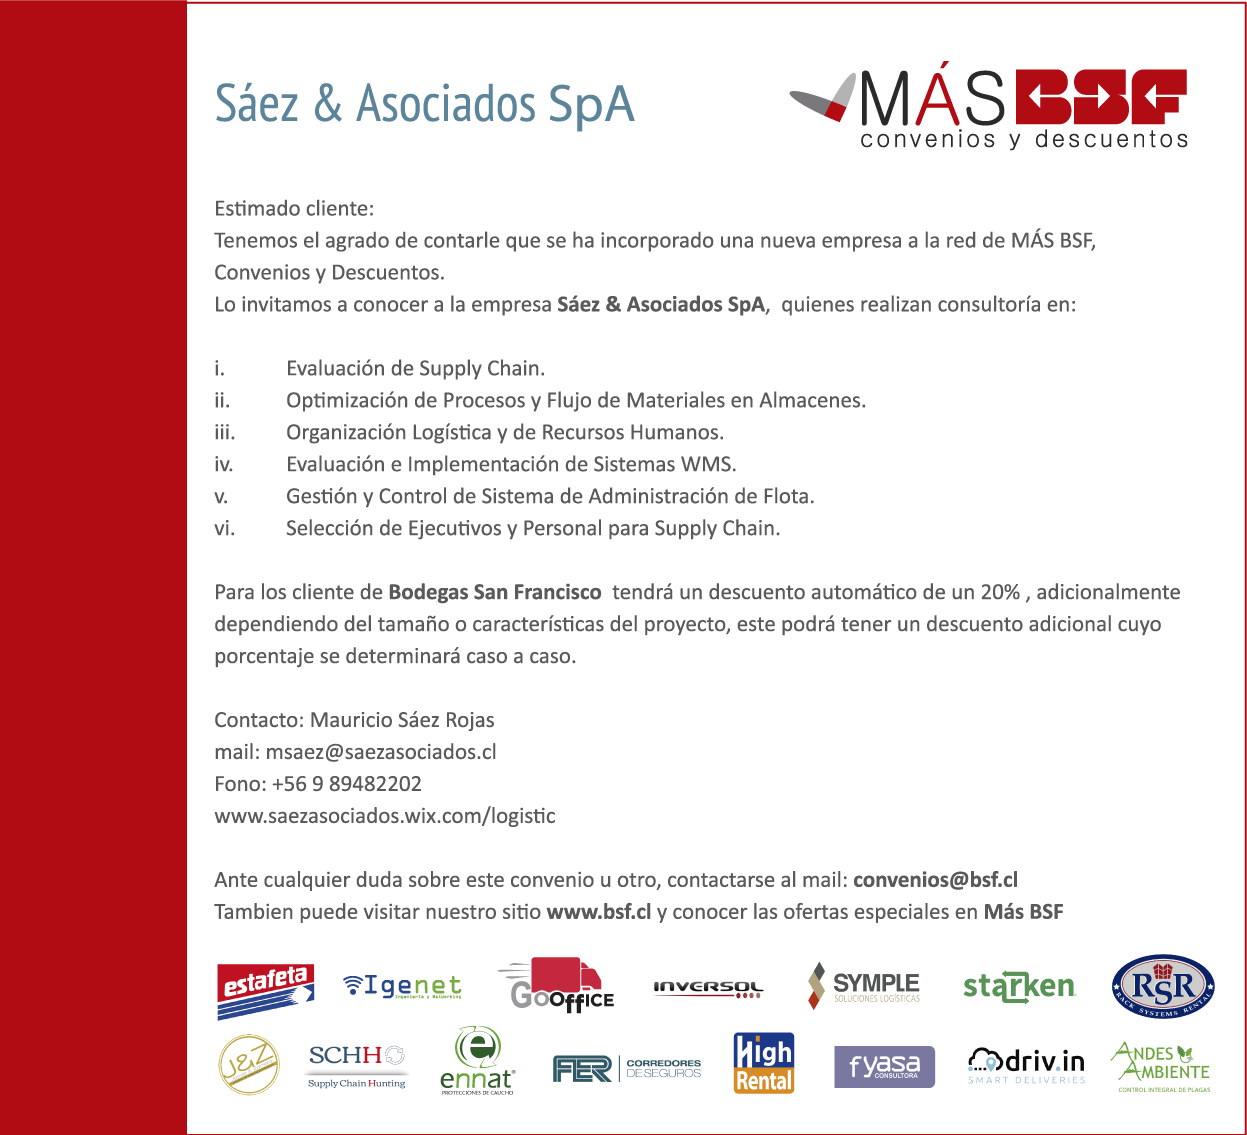 Sáez & Asociados SpA
MÁS BSF
convenios y descuentos
Estimado cliente:
Tenemos el agrado de contarle que se ha incorporado una nueva empresa a la red de MÁS BSF,
Convenios y Descuentos.
Lo invitamos a conocer a la empresa Sáez & Asociados SpA,  quienes realizan consultoría en:
i. Evaluación de Supply Chain.
ii. Optimización de Procesos y Flujo de Materiales en Almacenes.
iii. Organización Logística y de Recursos Humanos.
iv. Evaluación e Implementación de Sistemas WMS.
v. Gestión y Control de Sistema de Administración de Flota.
vi. Selección de Ejecutivos y Personal para Supply Chain.
Para los cliente de Bodegas San Francisco  tendrá un descuento automático de un 20% , adicionalmente
dependiendo del tamaño o características del proyecto, este podrá tener un descuento adicional cuyo
porcentaje se determinará caso a caso.
Contacto: Mauricio Sáez Rojas
mail: msaez@saezasociados.cl
Fono: +56 9 89482202
www.saezasociados.wix.com/logistic
Ante cualquier duda sobre este convenio u otro, contactarse al mail: convenios@bsf.cl
Tambien puede visitar nuestro sitio www.bsf.cl y conocer las ofertas especiales en Más BSF
estafeta
Igenet
Ingeniería y Networking
GoOffICE
INVERSOL
SYMPLE
SOLUCIONES LOGÍSTICAS
starken
RSR
RACK SYSTEMS RENTAL
J&Z
SCHH
Supply Chain Hunting
ennat
PROTECCIONES DE CAUCHO
FER
CORREDORES
DE SEGUROS
High
Rental
fyasa
CONSULTORA
driv.in
SMART DELIVERIES
ANDES
AMBIENTE
CONTROL INTEGRAL DE PLAGAS